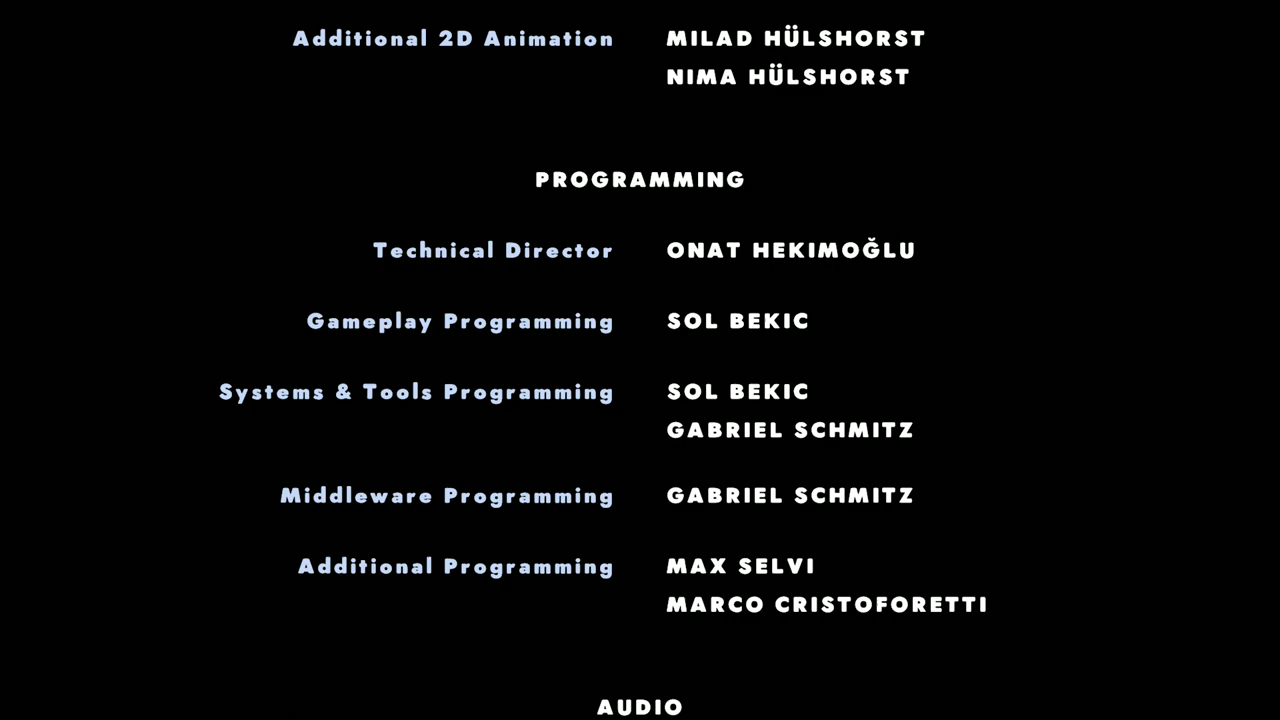 Additional 2D Animation MILAD HÜLSHORST
NIMA HÜLSHORST
PROGRAMMING
Technical Director ONAT HEKIMOĞLU
Gameplay Programming SOL BEKIC
Systems & Tools Programming SOL BEKIC
GABRIEL SCHMITZ
Middleware Programming GABRIEL SCHMITZ
Additional Programming MAX SELVI
MARCO CRISTOFORETTI
AUDIO